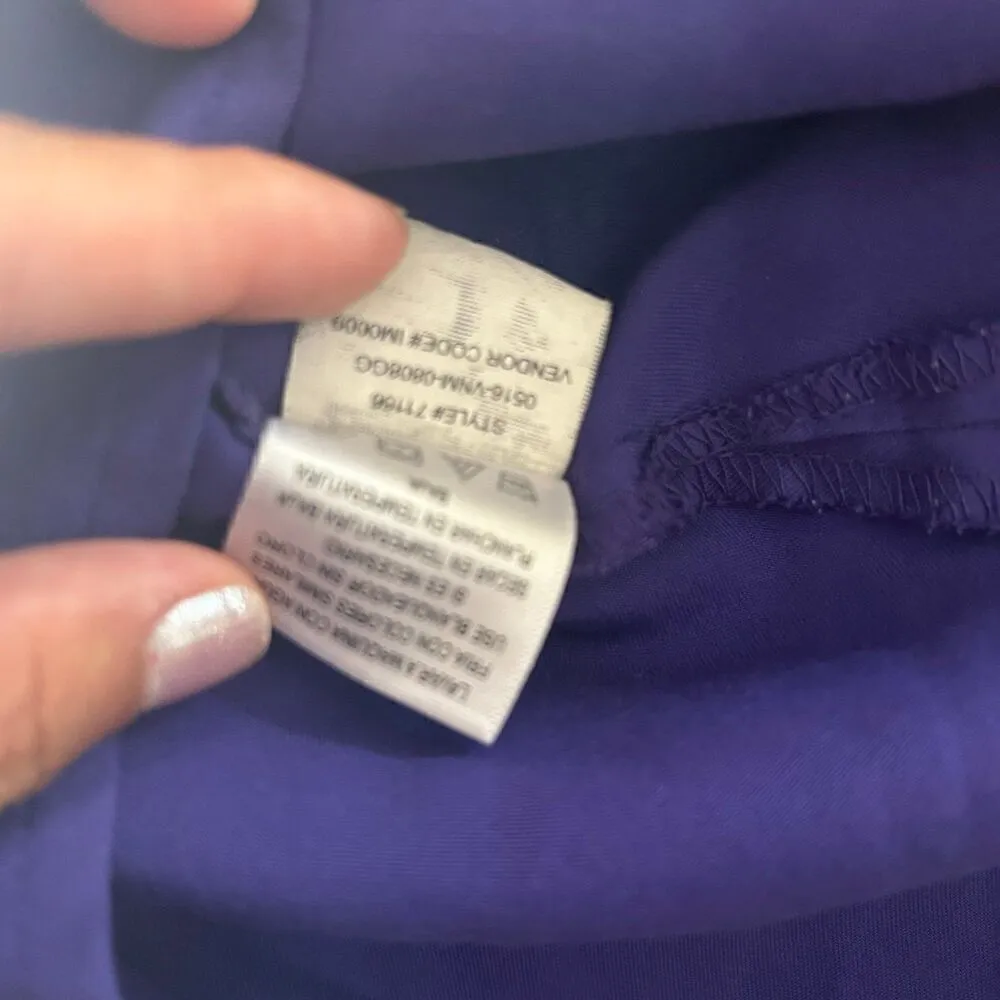 LAVAR A MAQUINA CON AGUA
FRIA CON COLORES SIMILARES
USE BLANQUEADOR SIN CLORO
SI ES NECESARIO
SECAR EN TEMPERATURA BAJA
PLANCHAR EN TEMPERATURA
BAJA
STYLE# 71166
0516-VNM-0808GG
VENDOR CODE# IM0009